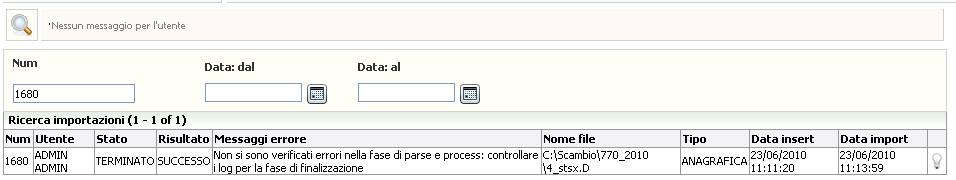 'Nessun messaggio per l'utente
Num Data: dal Data: al
1680
Ricerca importazioni (1 - 1 of 1)
Num Utente Stato Risultato Messaggi errore Nome file Tipo Data insert Data import
1680 ADMIN ADMIN TERMINATO SUCCESSO Non si sono verificati errori nella fase di parse e process: controllare i log per la fase di finalizzazione C:\Scambio\770_2010 \4_stsx.D ANAGRAFICA 23/06/2010 11:11:20 23/06/2010 11:13:59